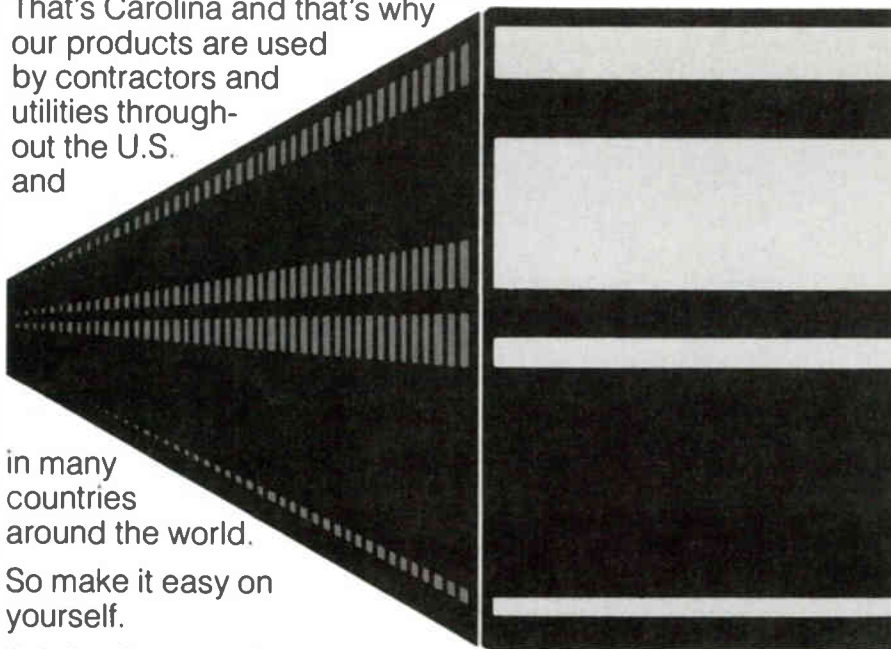 That's Carolina and that's why
our products are used
by contractors and
utilities through-
out the U.S.
and
in many
countries
around the world.
So make it easy on
yourself.